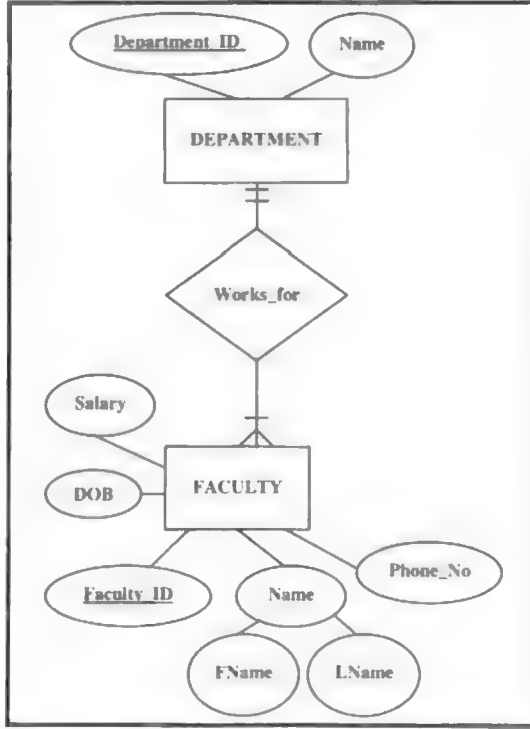 Department_ID
Name
DEPARTMENT
Works_for
Salary
FACULTY
DOB
Phone_No
Faculty_ID
Name
FName
LName